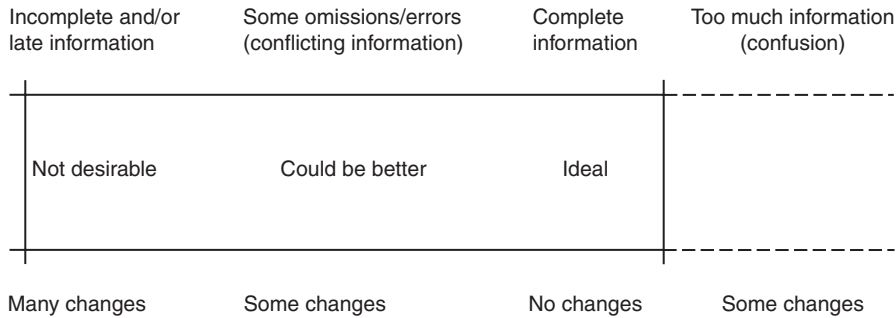 Incomplete and/or
late information
Some omissions/errors
(conflicting information)
Complete
information
Too much information
(confusion)
Not desirable
Could be better
Ideal
Many changes
Some changes
No changes
Some changes